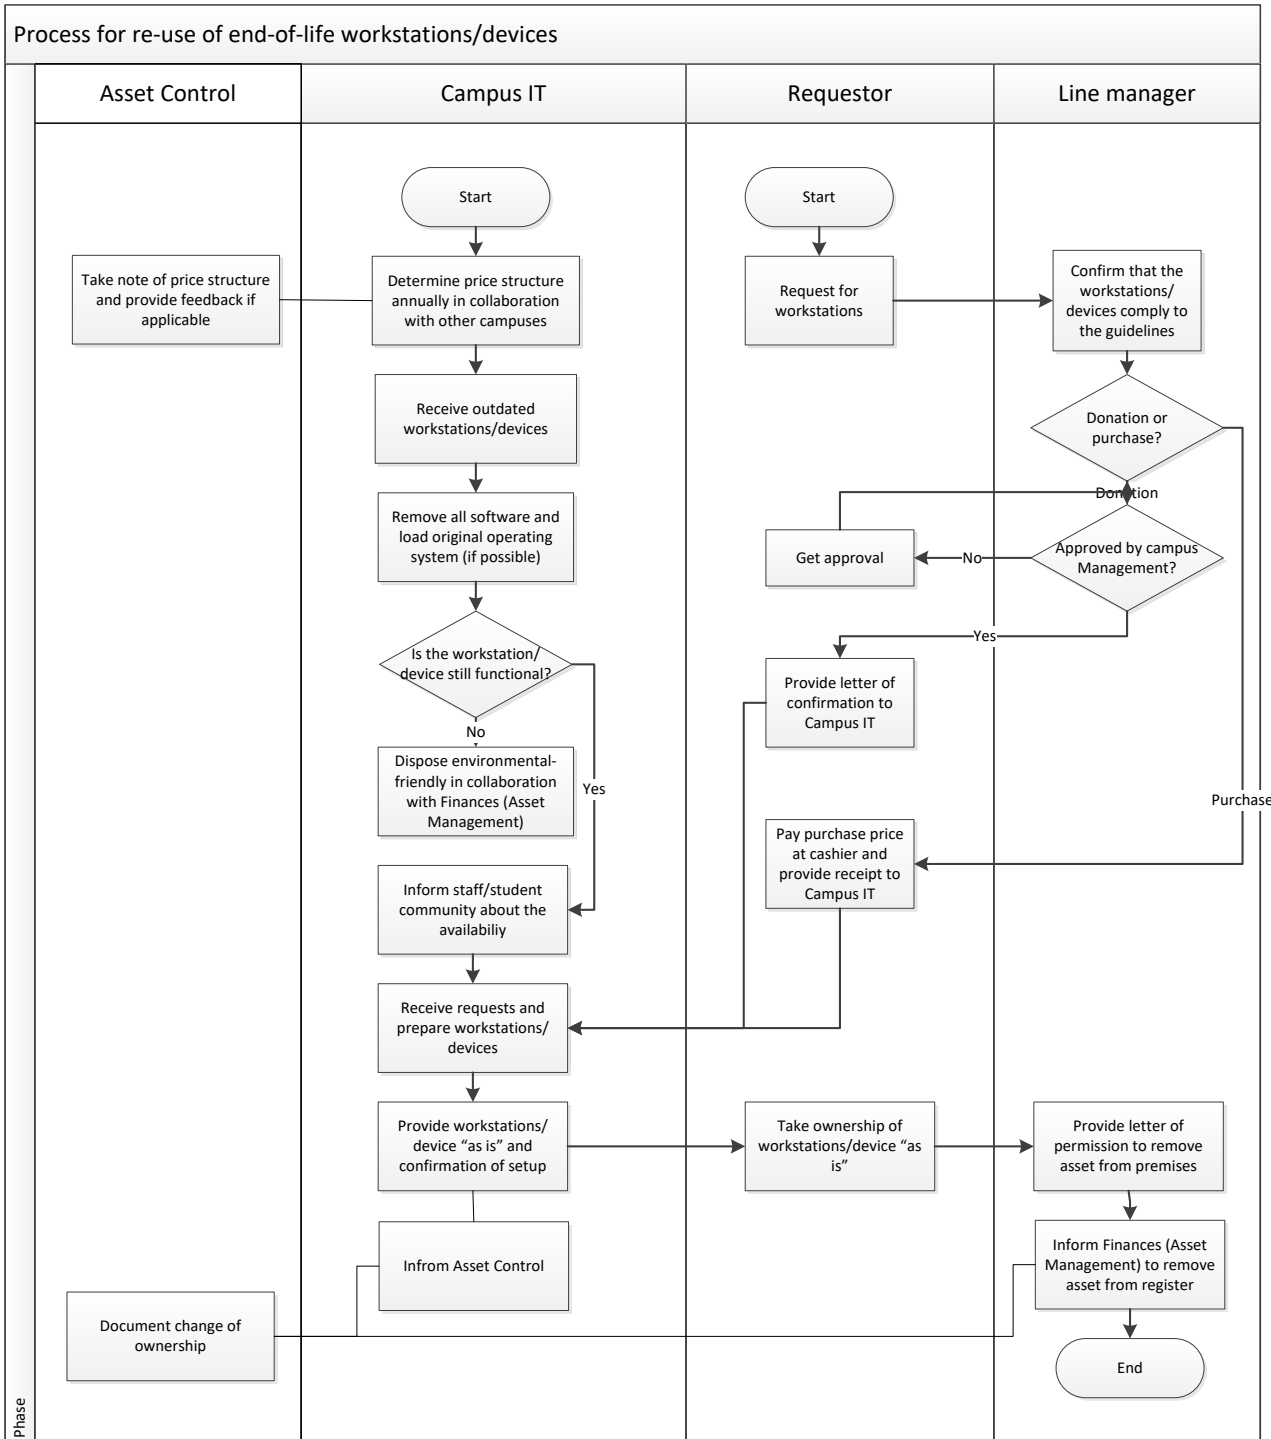 Process for re-use of end-of-life workstations/devices
Asset Control
Campus IT
Requestor
Line manager
Start
Start
Take note of price structure
and provide feedback if
applicable
Determine price structure
annually in collaboration
with other campuses
Request for
workstations
Confirm that the
workstations/
devices comply to
the guidelines
Receive outdated
workstations/devices
Donation or
purchase?
Donation
Remove all software and
load original operating
system (if possible)
Get approval
No
Approved by campus
Management?
Yes
Is the workstation/
device still functional?
No
Yes
Provide letter of
confirmation to
Campus IT
Dispose environmental-
friendly in collaboration
with Finances (Asset
Management)
Purchase
Pay purchase price
at cashier and
provide receipt to
Campus IT
Inform staff/student
community about the
availabiliy
Receive requests and
prepare workstations/
devices
Provide workstations/
device “as is” and
confirmation of setup
Take ownership of
workstations/device “as
is”
Provide letter of
permission to remove
asset from premises
Infrom Asset Control
Inform Finances (Asset
Management) to remove
asset from register
Document change of
ownership
End
Phase